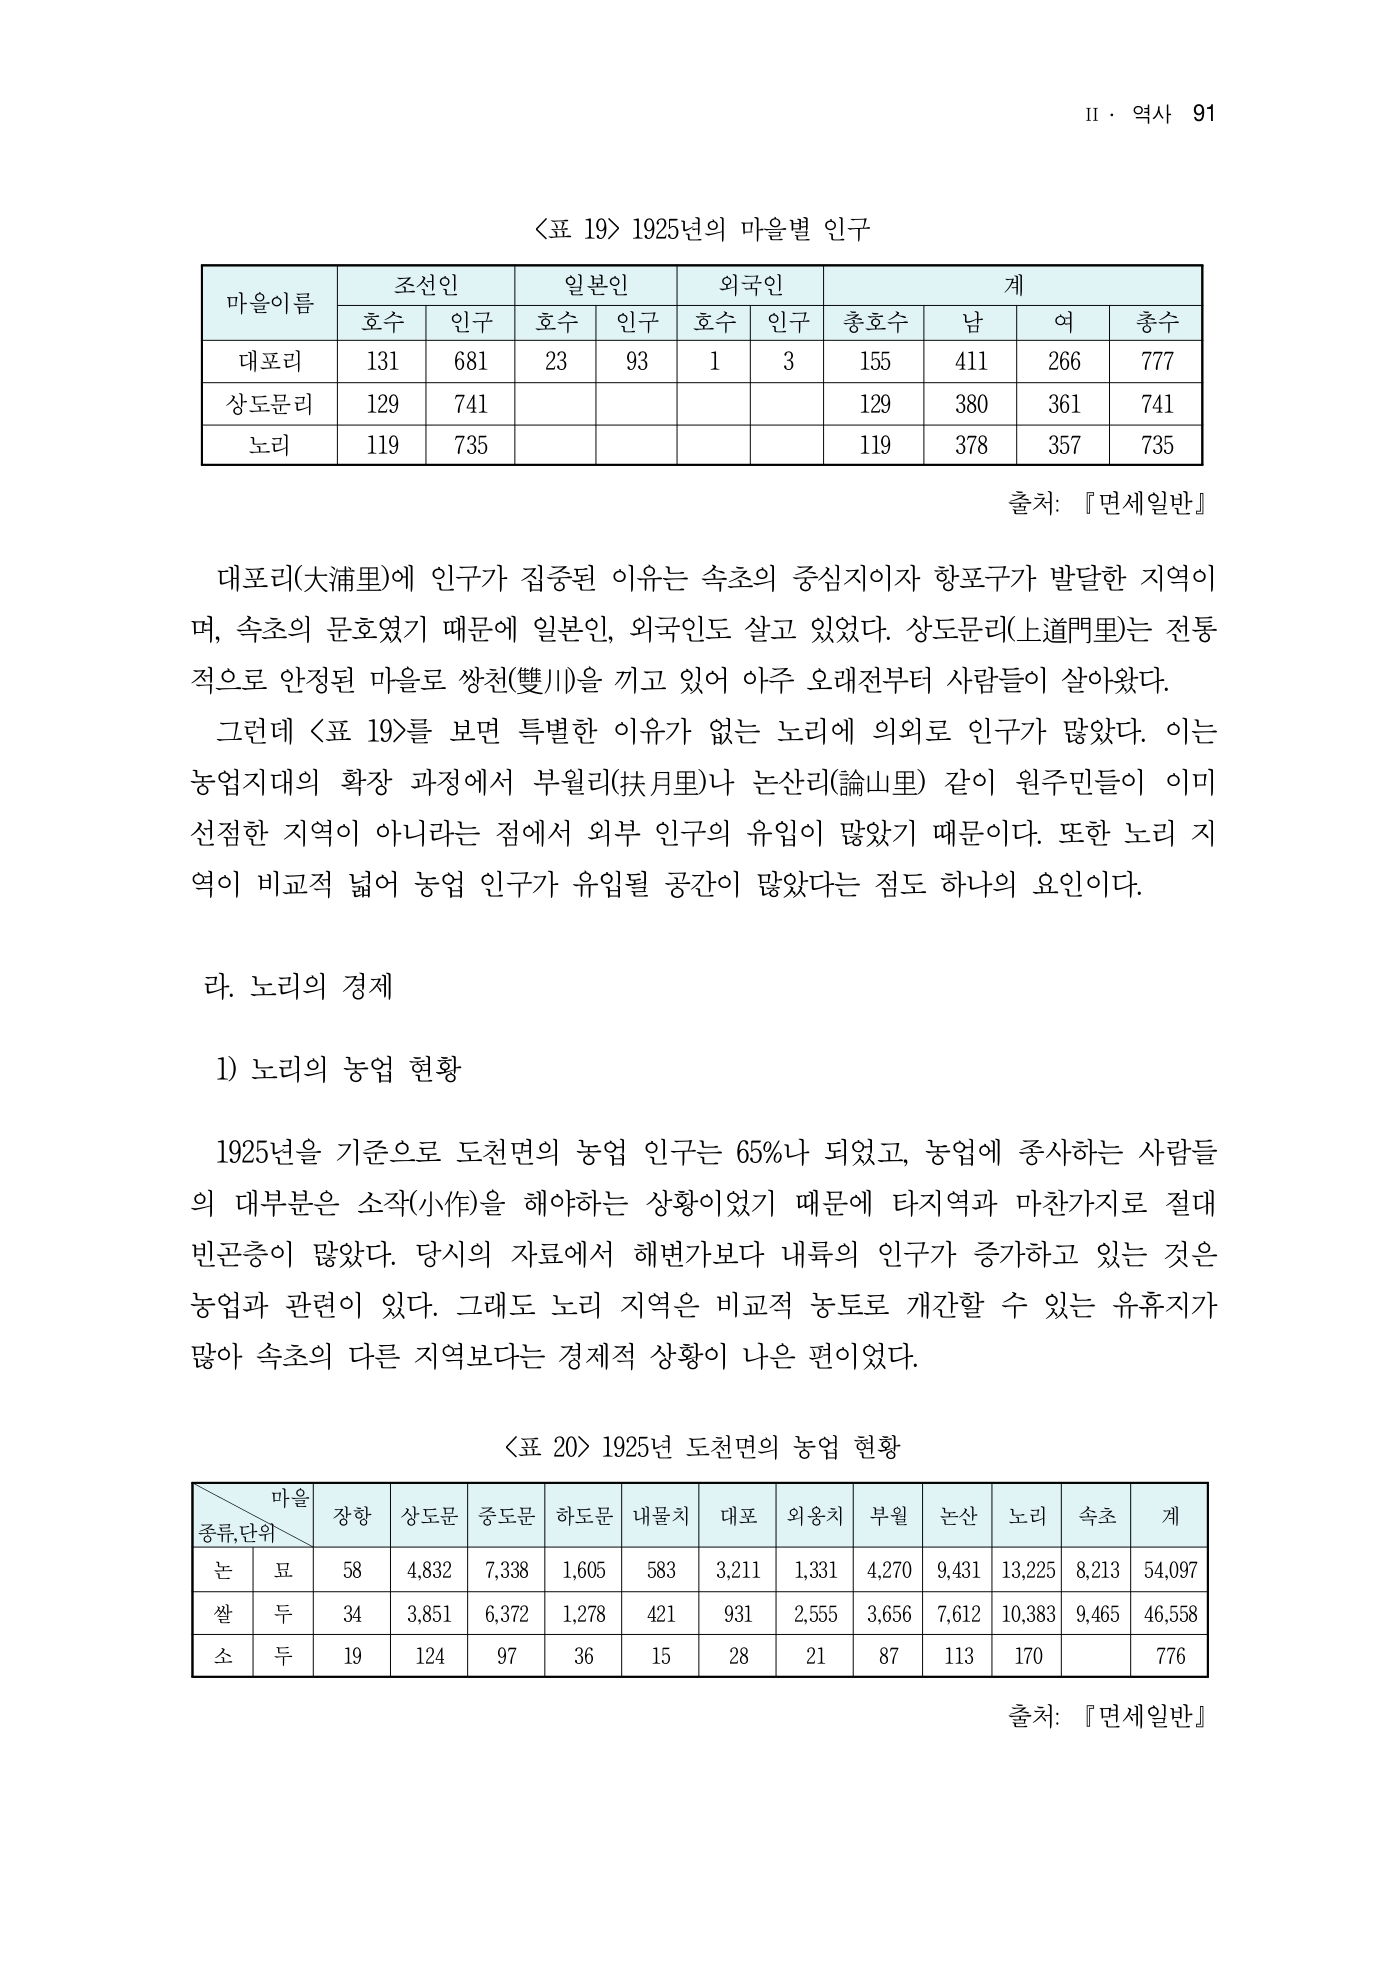 II · 역사 91
<표 19> 1925년의 마을별 인구
마을이름 조선인 일본인 외국인 계
호수 인구 호수 인구 호수 인구 총호수 남 여 총수
대포리 131 681 23 93 1 3 155 411 266 777
상도문리 129 741 129 380 361 741
노리 119 735 119 378 357 735
출처: 『면세일반』
대포리(大浦里)에 인구가 집중된 이유는 속초의 중심지이자 항포구가 발달한 지역이
며, 속초의 문호였기 때문에 일본인, 외국인도 살고 있었다. 상도문리(上道門里)는 전통
적으로 안정된 마을로 쌍천(雙川)을 끼고 있어 아주 오래전부터 사람들이 살아왔다.
그런데 <표 19>를 보면 특별한 이유가 없는 노리에 의외로 인구가 많았다. 이는
농업지대의 확장 과정에서 부월리(扶月里)나 논산리(論山里) 같이 원주민들이 이미
선점한 지역이 아니라는 점에서 외부 인구의 유입이 많았기 때문이다. 또한 노리 지
역이 비교적 넓어 농업 인구가 유입될 공간이 많았다는 점도 하나의 요인이다.
라. 노리의 경제
1) 노리의 농업 현황
1925년을 기준으로 도천면의 농업 인구는 65%나 되었고, 농업에 종사하는 사람들
의 대부분은 소작(小作)을 해야하는 상황이었기 때문에 타지역과 마찬가지로 절대
빈곤층이 많았다. 당시의 자료에서 해변가보다 내륙의 인구가 증가하고 있는 것은
농업과 관련이 있다. 그래도 노리 지역은 비교적 농토로 개간할 수 있는 유휴지가
많아 속초의 다른 지역보다는 경제적 상황이 나은 편이었다.
<표 20> 1925년 도천면의 농업 현황
마을
종류,단위 장항 상도문 중도문 하도문 내물치 대포 외옹치 부월 논산 노리 속초 계
논 묘 58 4,832 7,338 1,605 583 3,211 1,331 4,270 9,431 13,225 8,213 54,097
쌀 두 34 3,851 6,372 1,278 421 931 2,555 3,656 7,612 10,383 9,465 46,558
소 두 19 124 97 36 15 28 21 87 113 170 776
출처: 『면세일반』